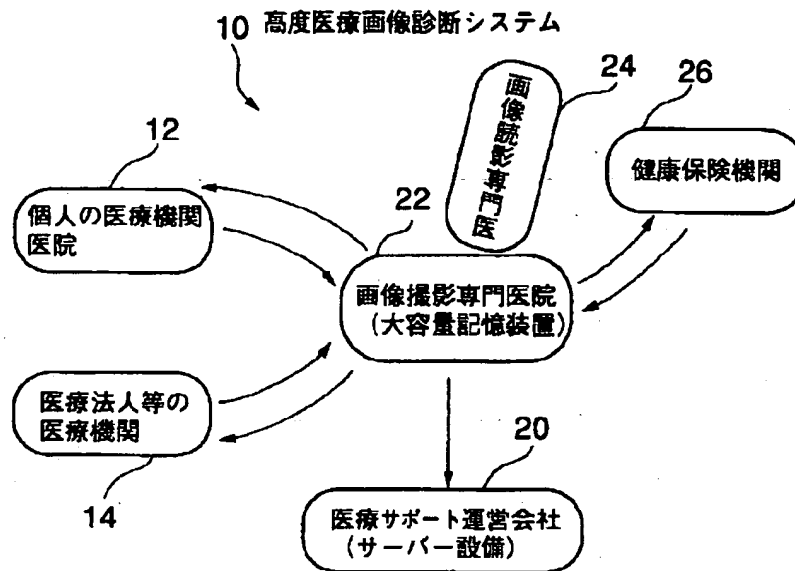 10 高度医療画像診断システム
24
26
画像読影専門医
12
健康保険機関
個人の医療機関
医院
22
画像撮影専門医院
(大容量記憶装置)
医療法人等の
医療機関
14
20
医療サポート運営会社
(サーバー設備)